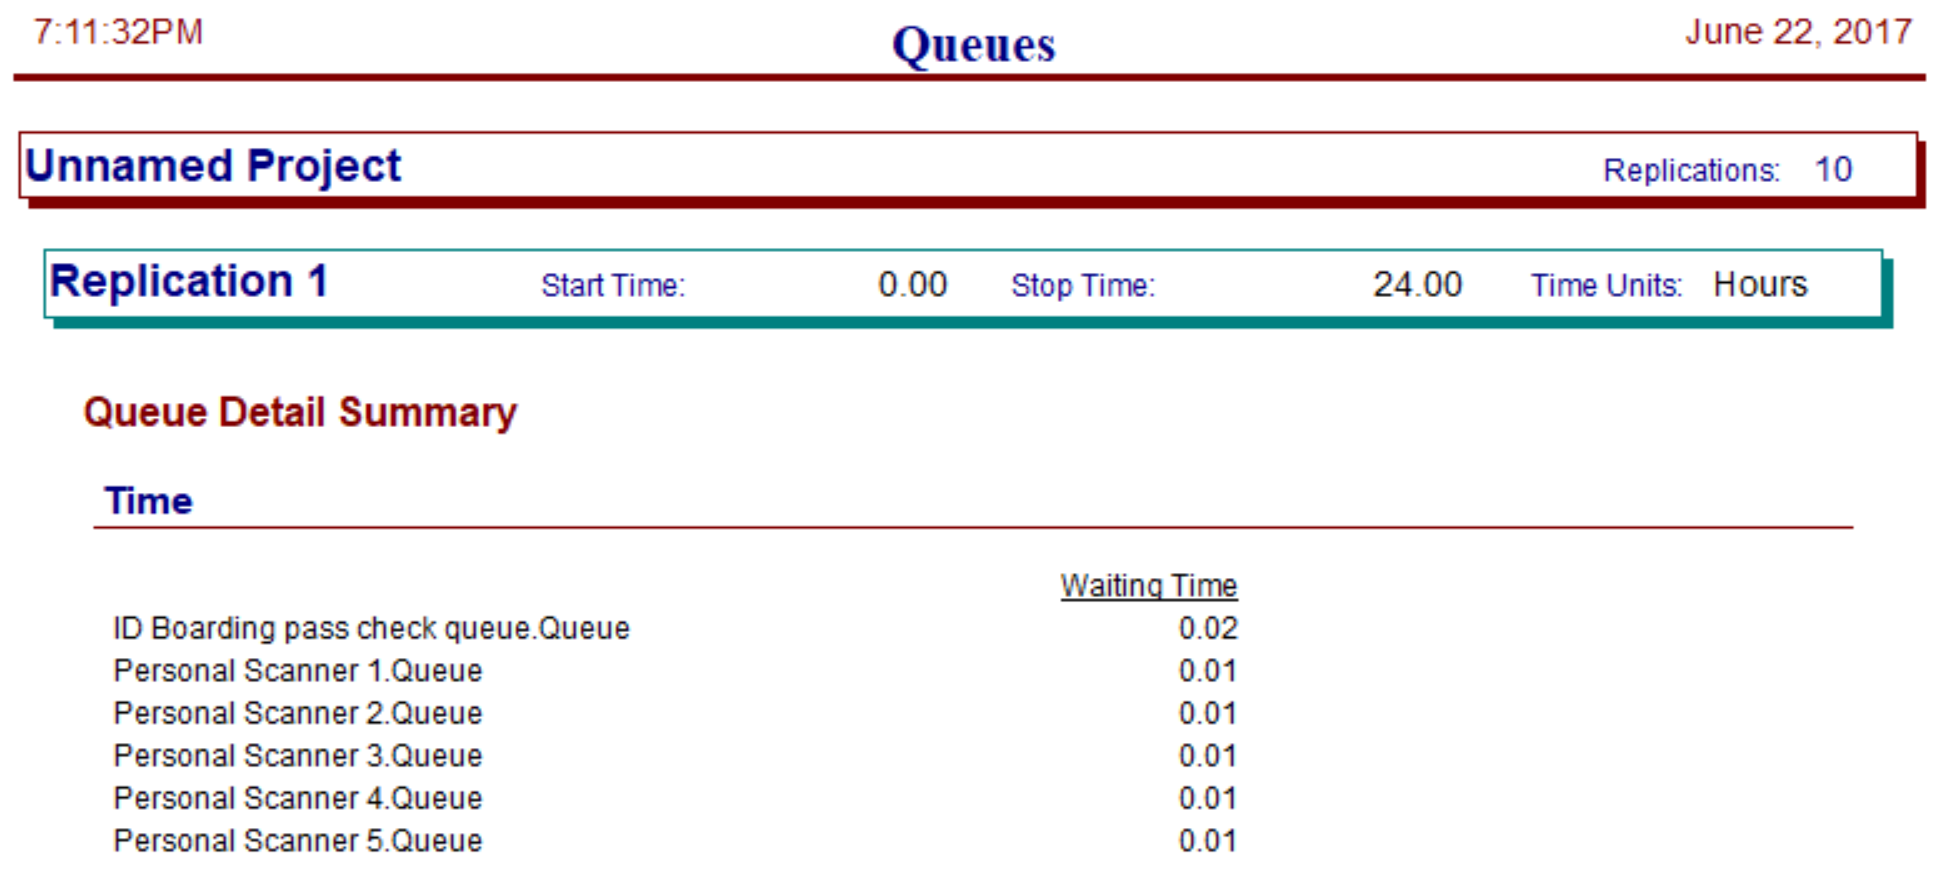 7:11:32PM Queues June 22, 2017
Unnamed Project Replications: 10
Replication 1 Start Time: 0.00 Stop Time: 24.00 Time Units: Hours
Queue Detail Summary
Time
Waiting Time
ID Boarding pass check queue.Queue 0.02
Personal Scanner 1.Queue 0.01
Personal Scanner 2.Queue 0.01
Personal Scanner 3.Queue 0.01
Personal Scanner 4.Queue 0.01
Personal Scanner 5.Queue 0.01